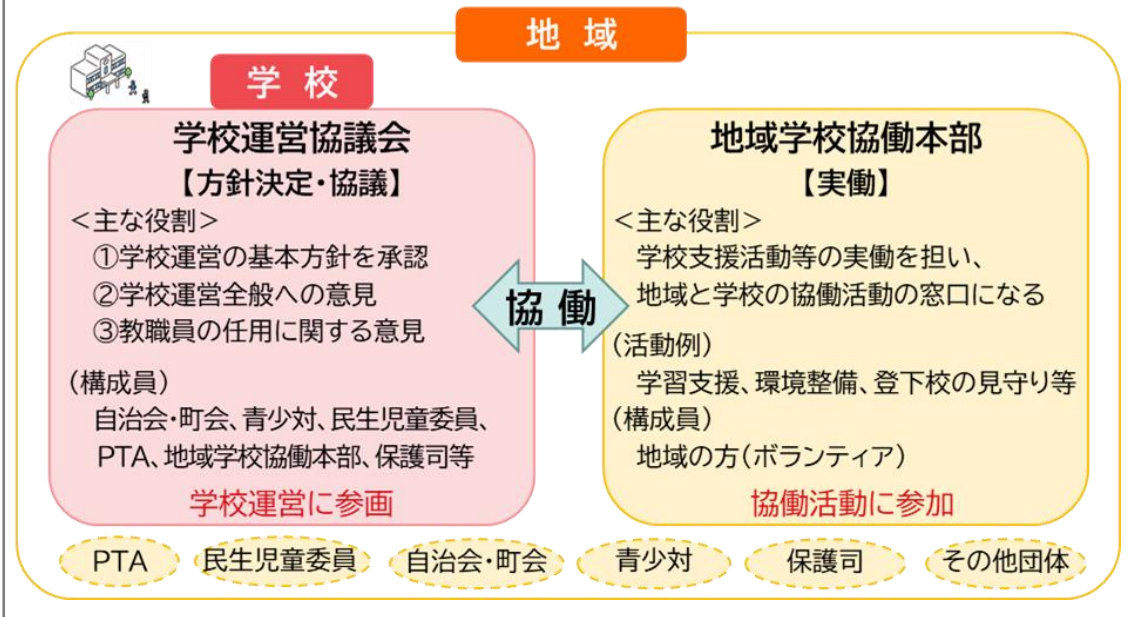 地域
学校
学校運営協議会
【方針決定・協議】
＜主な役割＞
①学校運営の基本方針を承認
②学校運営全般への意見
③教職員の任用に関する意見
(構成員)
自治会・町会、青少対、民生児童委員、
PTA、地域学校協働本部、保護司等
学校運営に参画
協働
地域学校協働本部
【実働】
＜主な役割＞
学校支援活動等の実働を担い、
地域と学校の協働活動の窓口になる
(活動例)
学習支援、環境整備、登下校の見守り等
(構成員)
地域の方(ボランティア)
協働活動に参加
PTA
民生児童委員
自治会・町会
青少対
保護司
その他団体